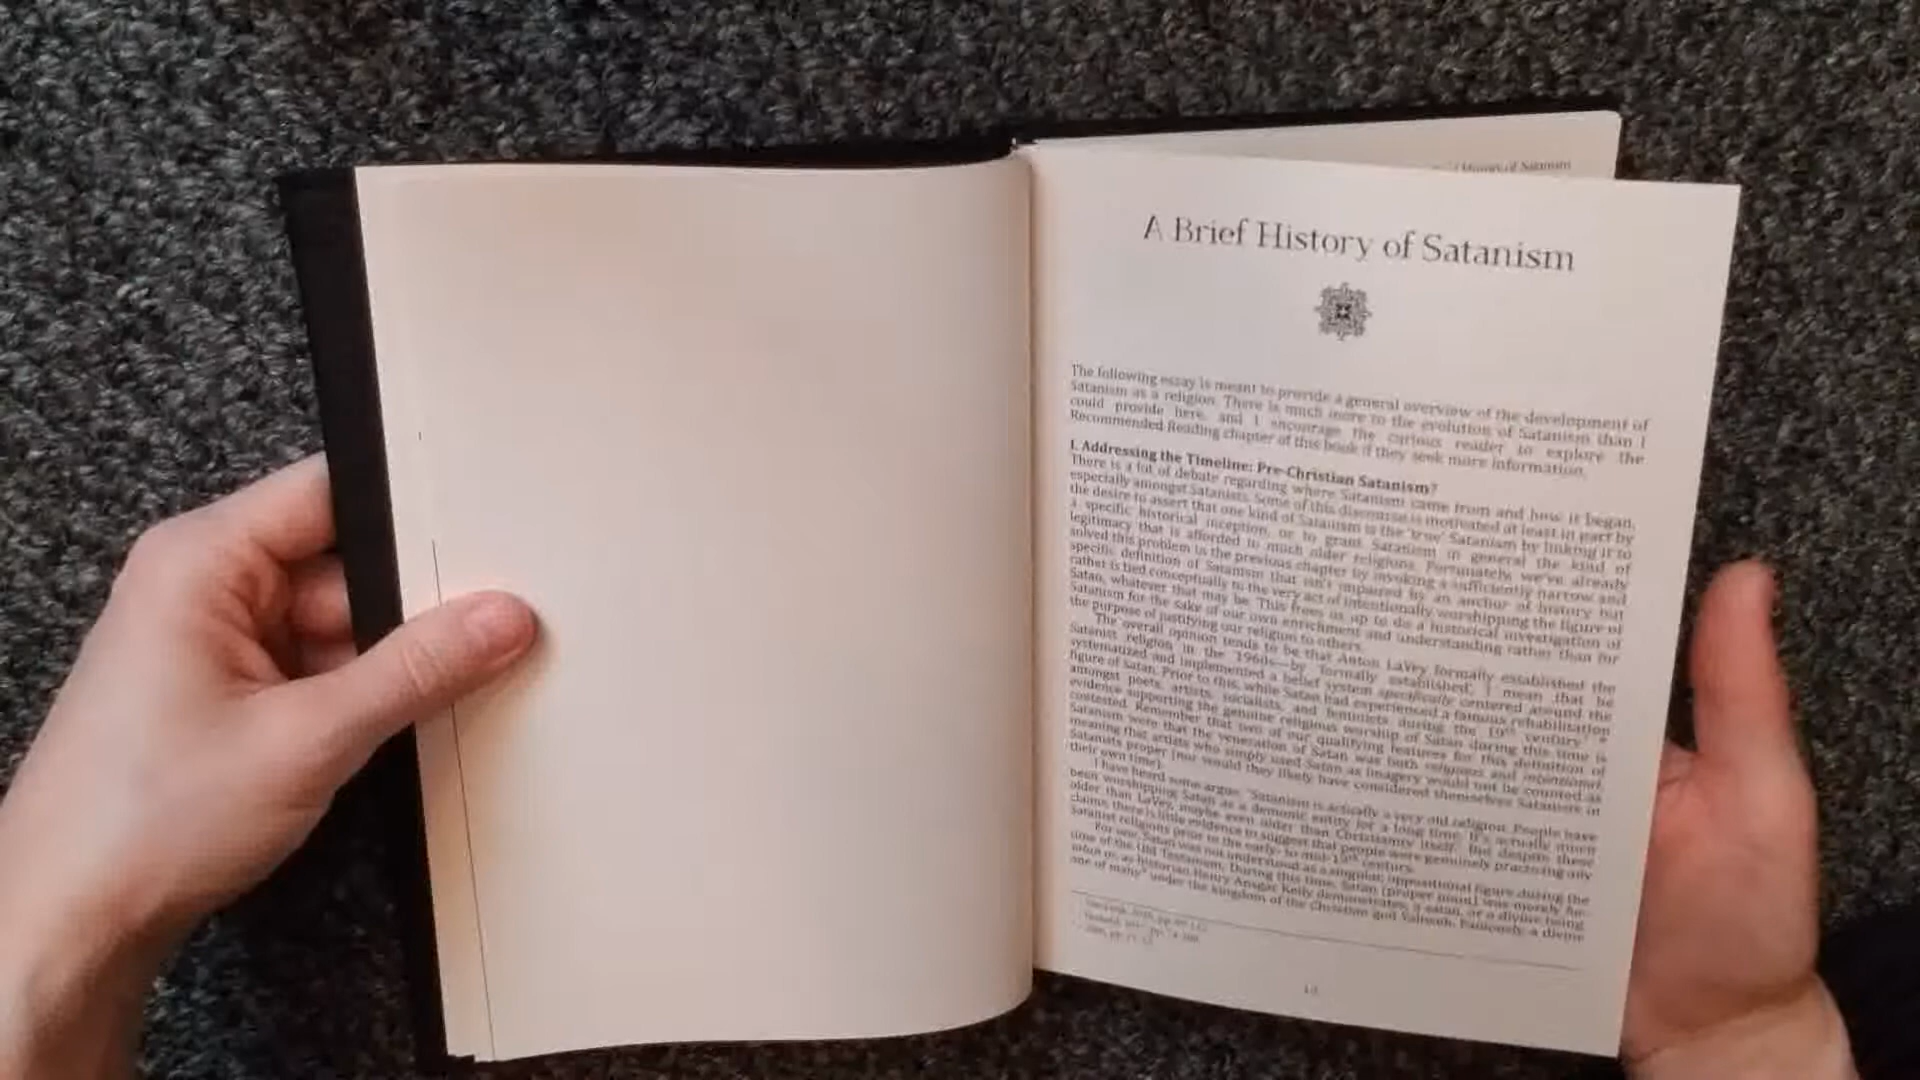 History of Satanism
A Brief History of Satanism
The following essay is meant to provide a general overview of the development of
Satanism as a religion. There is much more to the evolution of Satanism than I
could provide here, and I encourage the curious reader to explore the
Recommended Reading chapter of this book if they seek more information.
I. Addressing the Timeline: Pre-Christian Satanism?
There is a lot of debate regarding where Satanism came from and how it began,
especially amongst Satanists. Some of this discourse is motivated at least in part by
the desire to assert that one kind of Satanism is the 'true' Satanism by linking it to
a specific historical inception, or to grant Satanism in general the kind of
legitimacy that is afforded to much older religions. Fortunately, we've already
solved this problem in the previous chapter by invoking a sufficiently narrow and
specific definition of Satanism that isn't impaired by an anchor of history but
rather is tied conceptually to the very act of intentionally worshipping the figure of
Satan, whatever that may be. This frees us up to do a historical investigation of
Satanism for the sake of our own enrichment and understanding rather than for
the purpose of justifying our religion to others.
The overall opinion tends to be that Anton LaVey formally established the
Satanist religion in the 1960s—by 'formally established', I mean that he
systematized and implemented a belief system specifically centered around the
figure of Satan. Prior to this, while Satan had experienced a famous rehabilitation
amongst poets, artists, socialists, and feminists during the 19th century,
evidence supporting the genuine religious worship of Satan during this time is
contested. Remember that two of our qualifying features for this definition of
Satanism were that the veneration of Satan was both religious and intentional,
meaning that artists who simply used Satan as imagery would not be counted as
Satanists proper (nor would they likely have considered themselves Satanists in
their own time).
I have heard some argue, "Satanism is actually a very old religion. People have
been worshipping Satan as a demonic entity for a long time. It's actually much
older than LaVey, maybe even older than Christianity itself," but despite these
claims, there is little evidence to suggest that people were genuinely practicing any
Satanist religions prior to the early- to mid- century.
For one, Satan was not understood as a singular, oppositional figure during the
time of the Old Testament. During this time, Satan (proper noun) was merely
as historian Henry Ansgar Kelly demonstrates, a satan, or a divine being
one of many under the kingdom of the Christian god Yahweh. Famously, a divine